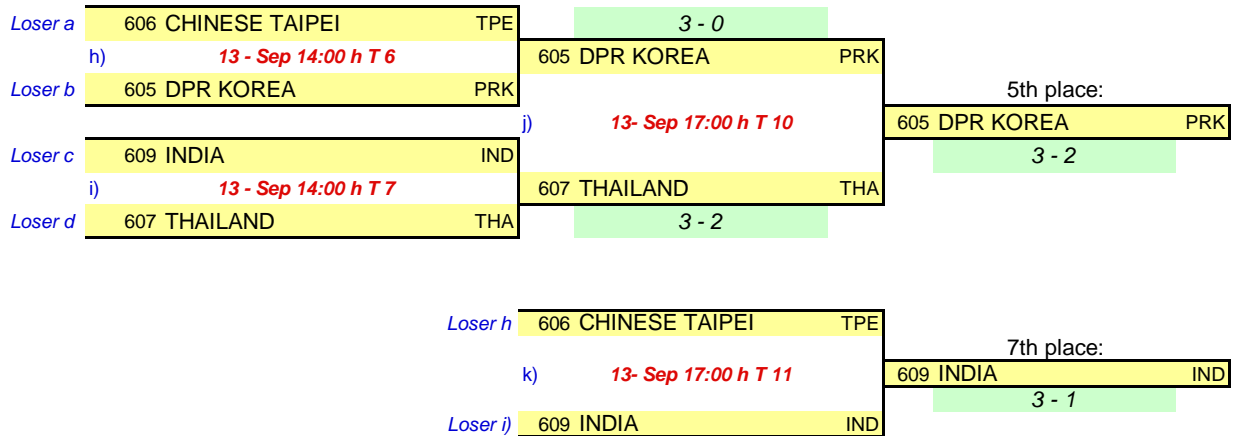 Loser a 606 CHINESE TAIPEI TPE 3 - 0
h) 13 - Sep 14:00 h T 6 605 DPR KOREA PRK
Loser b 605 DPR KOREA PRK 5th place:
j) 13- Sep 17:00 h T 10 605 DPR KOREA PRK
Loser c 609 INDIA IND 3 - 2
i) 13 - Sep 14:00 h T 7 607 THAILAND THA
Loser d 607 THAILAND THA 3 - 2
Loser h 606 CHINESE TAIPEI TPE
7th place:
k) 13- Sep 17:00 h T 11 609 INDIA IND
3 - 1
Loser i) 609 INDIA IND